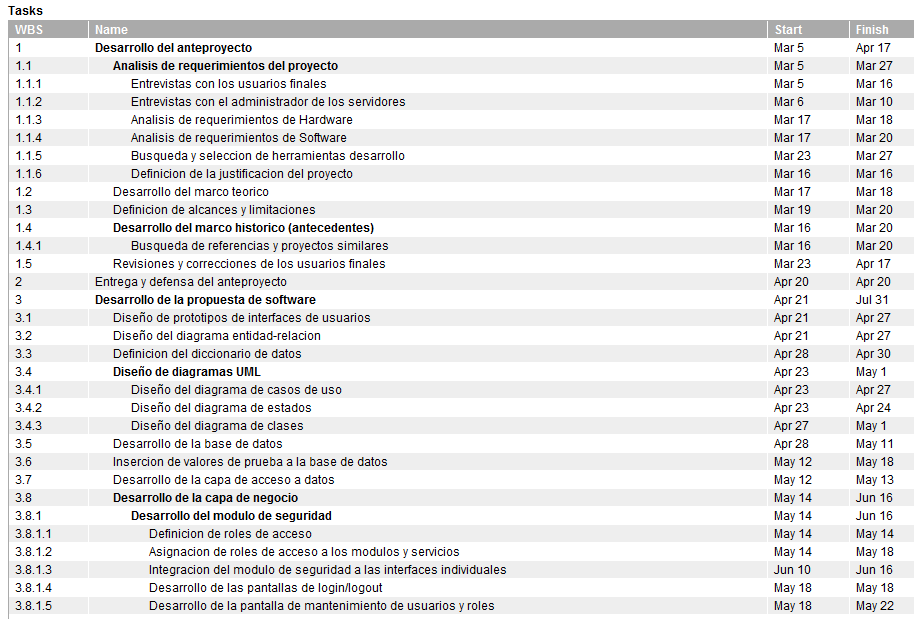 Tasks
WBS Name Start Finish
1 Desarrollo del anteproyecto Mar 5 Apr 17
1.1 Analisis de requerimientos del proyecto Mar 5 Mar 27
1.1.1 Entrevistas con los usuarios finales Mar 5 Mar 16
1.1.2 Entrevistas con el administrador de los servidores Mar 6 Mar 10
1.1.3 Analisis de requerimientos de Hardware Mar 17 Mar 18
1.1.4 Analisis de requerimientos de Software Mar 17 Mar 20
1.1.5 Busqueda y seleccion de herramientas desarrollo Mar 23 Mar 27
1.1.6 Definicion de la justificacion del proyecto Mar 16 Mar 16
1.2 Desarrollo del marco teorico Mar 17 Mar 18
1.3 Definicion de alcances y limitaciones Mar 19 Mar 20
1.4 Desarrollo del marco historico (antecedentes) Mar 16 Mar 20
1.4.1 Busqueda de referencias y proyectos similares Mar 16 Mar 20
1.5 Revisiones y correcciones de los usuarios finales Mar 23 Apr 17
2 Entrega y defensa del anteproyecto Apr 20 Apr 20
3 Desarrollo de la propuesta de software Apr 21 Jul 31
3.1 Diseño de prototipos de interfaces de usuarios Apr 21 Apr 27
3.2 Diseño del diagrama entidad-relacion Apr 21 Apr 27
3.3 Definicion del diccionario de datos Apr 28 Apr 30
3.4 Diseño de diagramas UML Apr 23 May 1
3.4.1 Diseño del diagrama de casos de uso Apr 23 Apr 27
3.4.2 Diseño del diagrama de estados Apr 23 Apr 24
3.4.3 Diseño del diagrama de clases Apr 27 May 1
3.5 Desarrollo de la base de datos Apr 28 May 11
3.6 Insercion de valores de prueba a la base de datos May 12 May 18
3.7 Desarrollo de la capa de acceso a datos May 12 May 13
3.8 Desarrollo de la capa de negocio May 14 Jun 16
3.8.1 Desarrollo del modulo de seguridad May 14 Jun 16
3.8.1.1 Definicion de roles de acceso May 14 May 14
3.8.1.2 Asignacion de roles de acceso a los modulos y servicios May 14 May 18
3.8.1.3 Integracion del modulo de seguridad a las interfaces individuales Jun 10 Jun 16
3.8.1.4 Desarrollo de las pantallas de login/logout May 18 May 18
3.8.1.5 Desarrollo de la pantalla de mantenimiento de usuarios y roles May 18 May 22